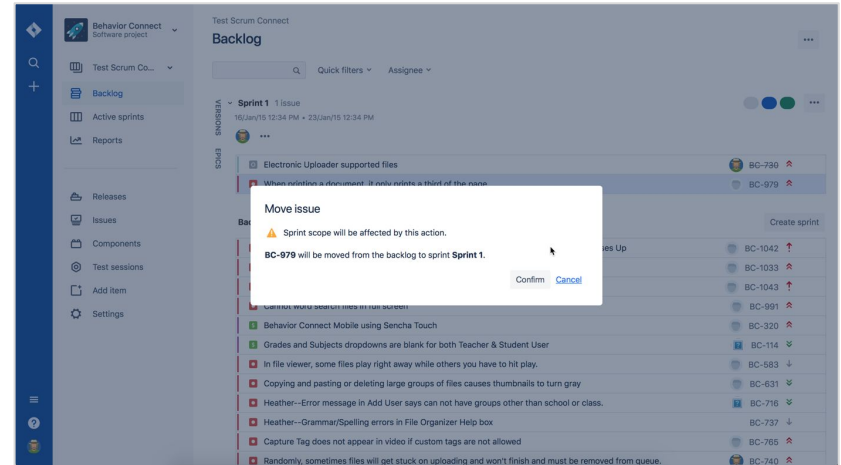 Behavior Connect
Software project
Test Scrum Co...
Backlog
Active sprints
Reports
Releases
Issues
Components
Test sessions
Add item
Settings
Test Scrum Connect
Backlog
Quick filters
Assignee
VERSIONS
EPICS
Sprint 1 1 issue
16/Jan/15 12:34 PM • 23/Jan/15 12:34 PM
Electronic Uploader supported files BC-730
When printing a document, it only prints a third of the page BC-979
Create sprint
Move issue
Sprint scope will be affected by this action.
BC-979 will be moved from the backlog to sprint Sprint 1.
Confirm Cancel
Up BC-1042
BC-1033
BC-1043
Cannot word search files in full screen BC-991
Behavior Connect Mobile using Sencha Touch BC-320
Grades and Subjects dropdowns are blank for both Teacher & Student User BC-114
In file viewer, some files play right away while others you have to hit play. BC-583
Copying and pasting or deleting large groups of files causes thumbnails to turn gray BC-631
Heather--Error message in Add User says can not have groups other than school or class. BC-716
Heather--Grammar/Spelling errors in File Organizer Help box BC-737
Capture Tag does not appear in video if custom tags are not allowed BC-765
Randomly, sometimes files will get stuck on uploading and won't finish and must be removed from queue. BC-740